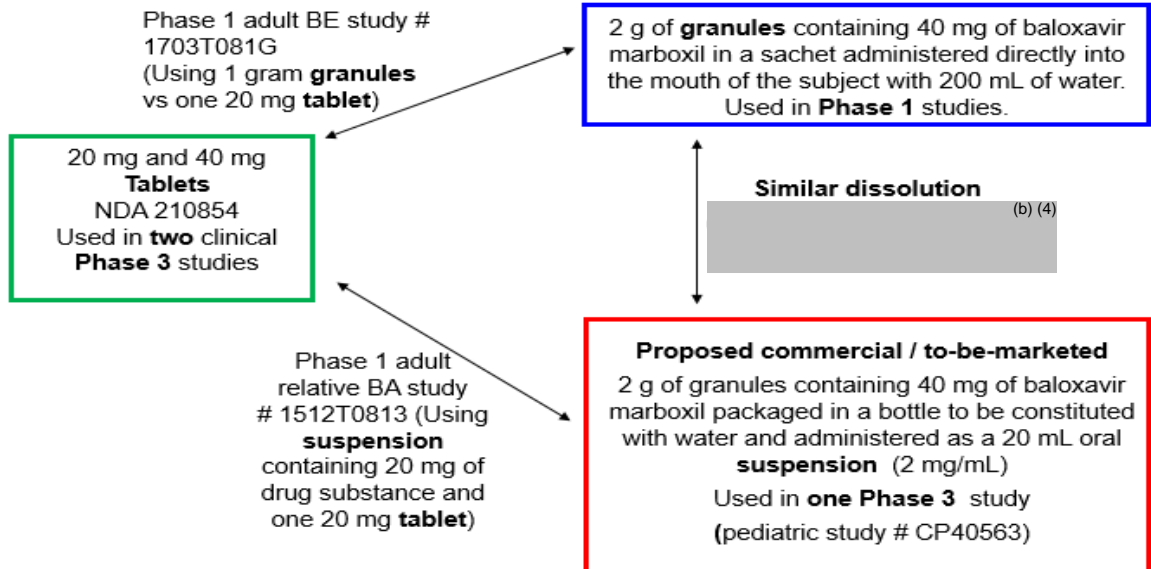 Phase 1 adult BE study #
1703T081G
(Using 1 gram granules
vs one 20 mg tablet)
2 g of granules containing 40 mg of baloxavir
marboxil in a sachet administered directly into
the mouth of the subject with 200 mL of water.
Used in Phase 1 studies.
20 mg and 40 mg
Tablets
NDA 210854
Used in two clinical
Phase 3 studies
Similar dissolution
(b) (4)
Phase 1 adult
relative BA study
# 1512T0813 (Using
suspension
containing 20 mg of
drug substance and
one 20 mg tablet)
Proposed commercial / to-be-marketed
2 g of granules containing 40 mg of baloxavir
marboxil packaged in a bottle to be constituted
with water and administered as a 20 mL oral
suspension (2 mg/mL)
Used in one Phase 3 study
(pediatric study # CP40563)